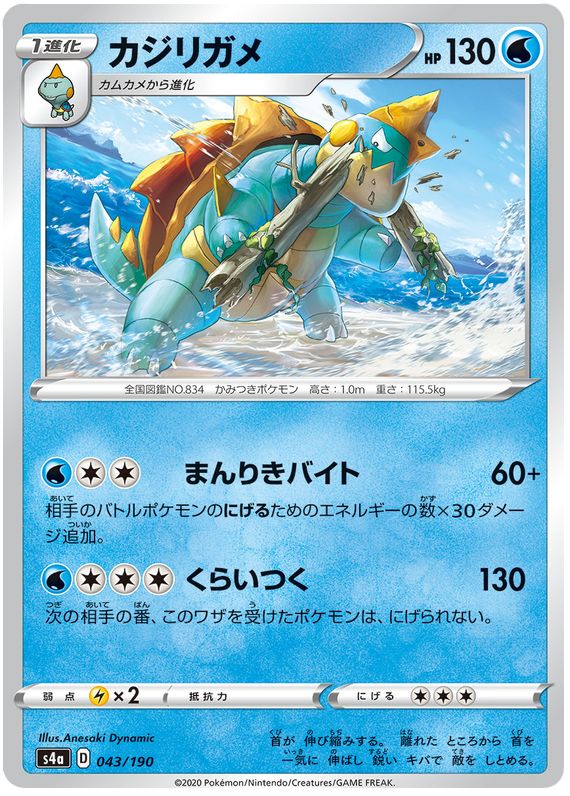 1進化
カジリガメ
HP 130
カムカメから進化
全国図鑑NO.834 かみつきポケモン 高さ:1.0m 重さ:115.5kg
まんりきバイト 60+
相手のバトルポケモンのにげるためのエネルギーの数×30ダメ
ージ追加。
くらいつく 130
次の相手の番、このワザを受けたポケモンは、にげられない。
弱点 ×2 抵抗力 にげる
Illus.Anesaki Dynamic
s4a D 043/190
首が 伸び縮みする。 離れた ところから 首を
一気に 伸ばし 鋭い キバで 敵を しとめる。
©2020 Pokémon/Nintendo/Creatures/GAME FREAK.